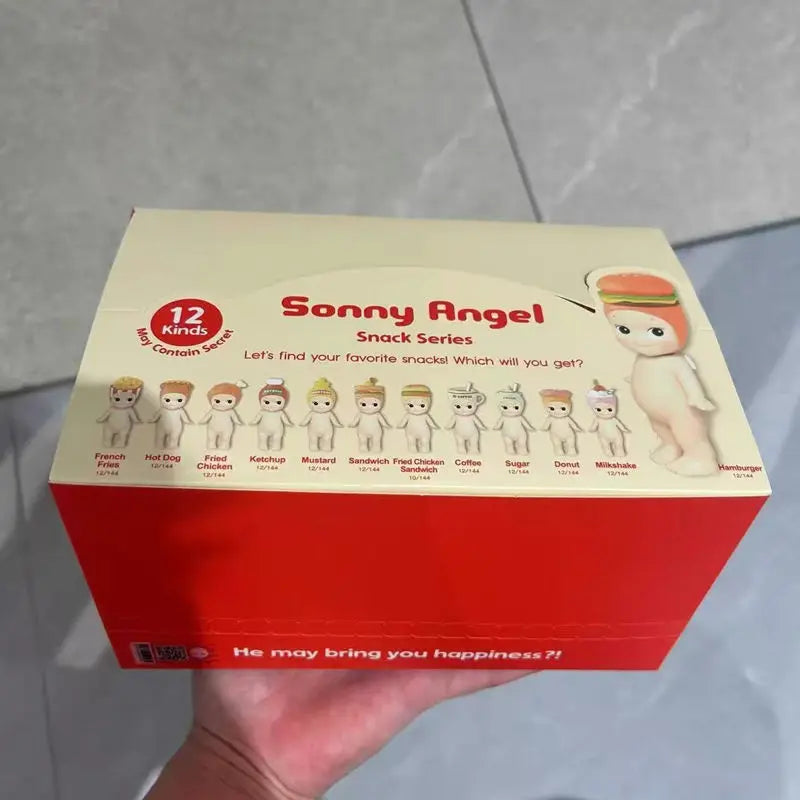 12
Kinds
May Contain Secret
Sonny Angel
Snack Series
Let's find your favorite snacks! Which will you get?
French
Fries
12/144
Hot Dog
12/144
Fried
Chicken
12/144
Ketchup
12/144
Mustard
12/144
Sandwich
12/144
Fried Chicken
Sandwich
10/144
Coffee
12/144
Sugar
12/144
Donut
12/144
Milkshake
12/144
Hamburger
12/144
He may bring you happiness?!